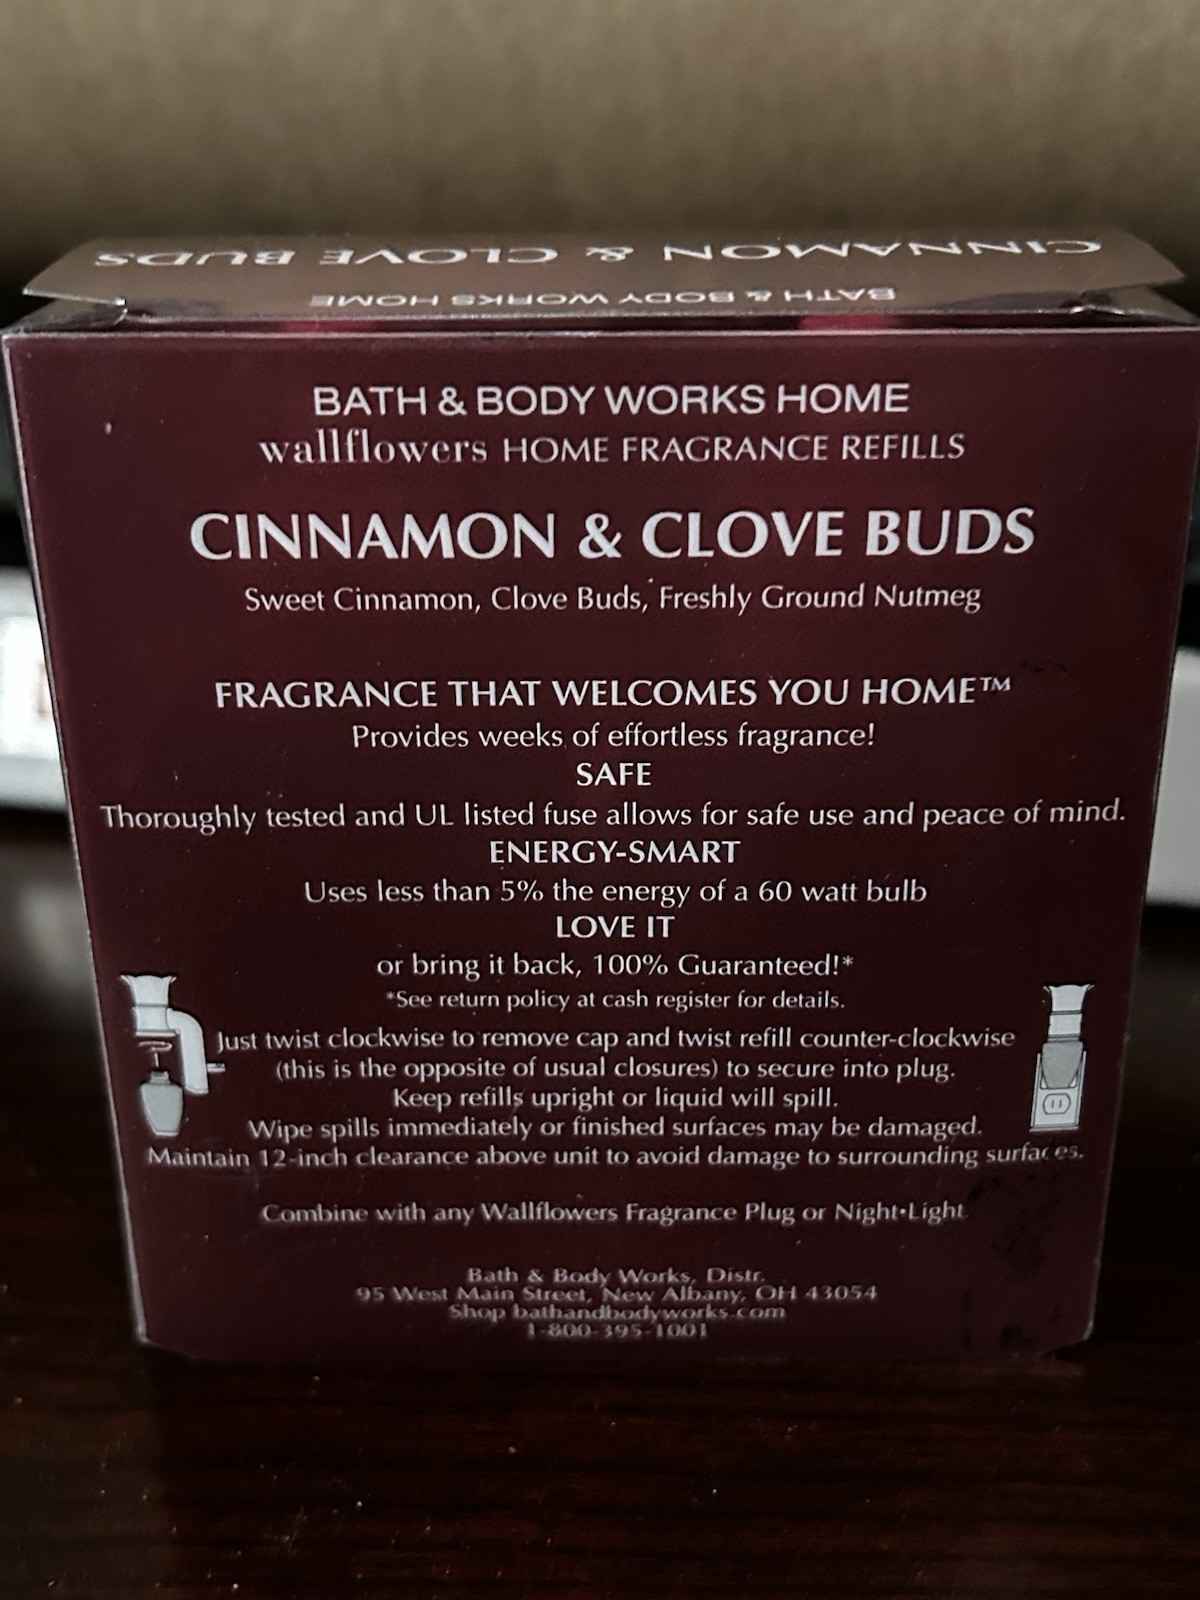 CINNAMON & CLOVE BUDS
BATH & BODY WORKS HOME
BATH & BODY WORKS HOME
wallflowers HOME FRAGRANCE REFILLS
CINNAMON & CLOVE BUDS
Sweet Cinnamon, Clove Buds, Freshly Ground Nutmeg
FRAGRANCE THAT WELCOMES YOU HOME™
Provides weeks of effortless fragrance!
SAFE
Thoroughly tested and UL listed fuse allows for safe use and peace of mind.
ENERGY-SMART
Uses less than 5% the energy of a 60 watt bulb
LOVE IT
or bring it back, 100% Guaranteed!*
*See return policy at cash register for details.
Just twist clockwise to remove cap and twist refill counter-clockwise
(this is the opposite of usual closures) to secure into plug.
Keep refills upright or liquid will spill.
Wipe spills immediately or finished surfaces may be damaged.
Maintain 12-inch clearance above unit to avoid damage to surrounding surfaces.
Combine with any Wallflowers Fragrance Plug or Night•Light
Bath & Body Works, Distr.
95 West Main Street, New Albany, OH 43054
Shop bathandbodyworks.com
1-800-395-1001